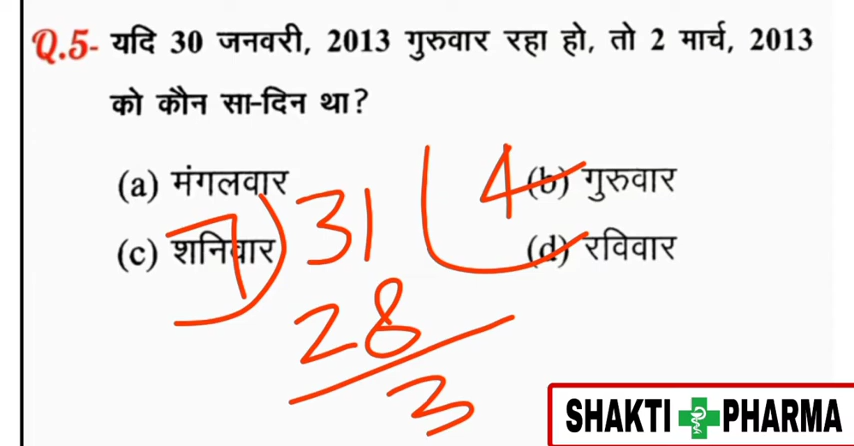 Q.5- यदि 30 जनवरी, 2013 गुरुवार रहा हो, तो 2 मार्च, 2013
को कौन सा-दिन था?
(a) मंगलवार (b) गुरुवार
(c) शनिवार (d) रविवार
7) 31 ( 4
28
3
SHAKTI PHARMA